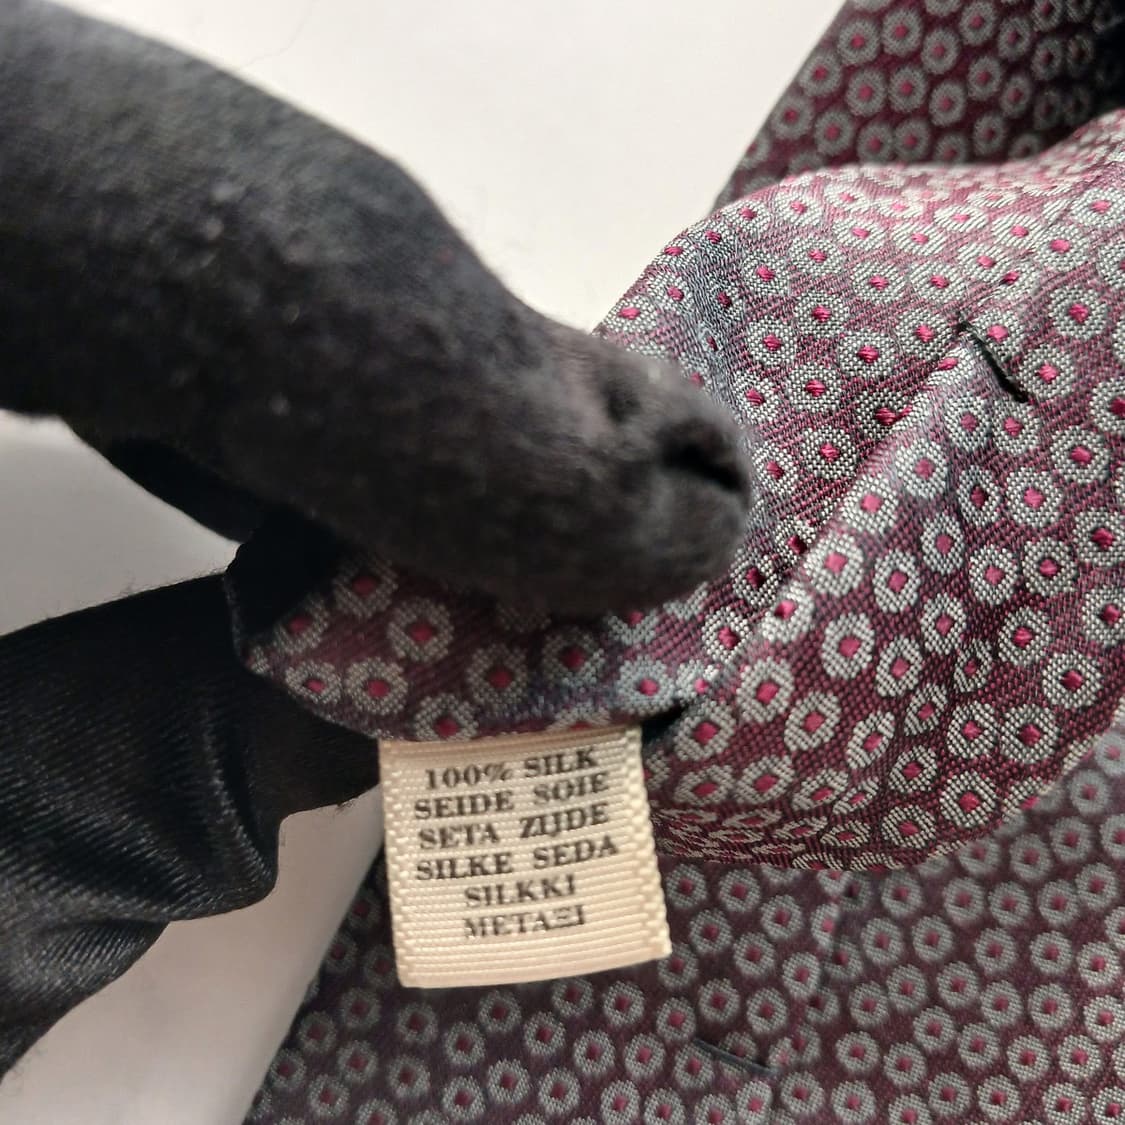 100% SILK
SEIDE SOIE
SETA ZIJDE
SILKE SEDA
SILKKI
ΜΕΤΑΞΙ